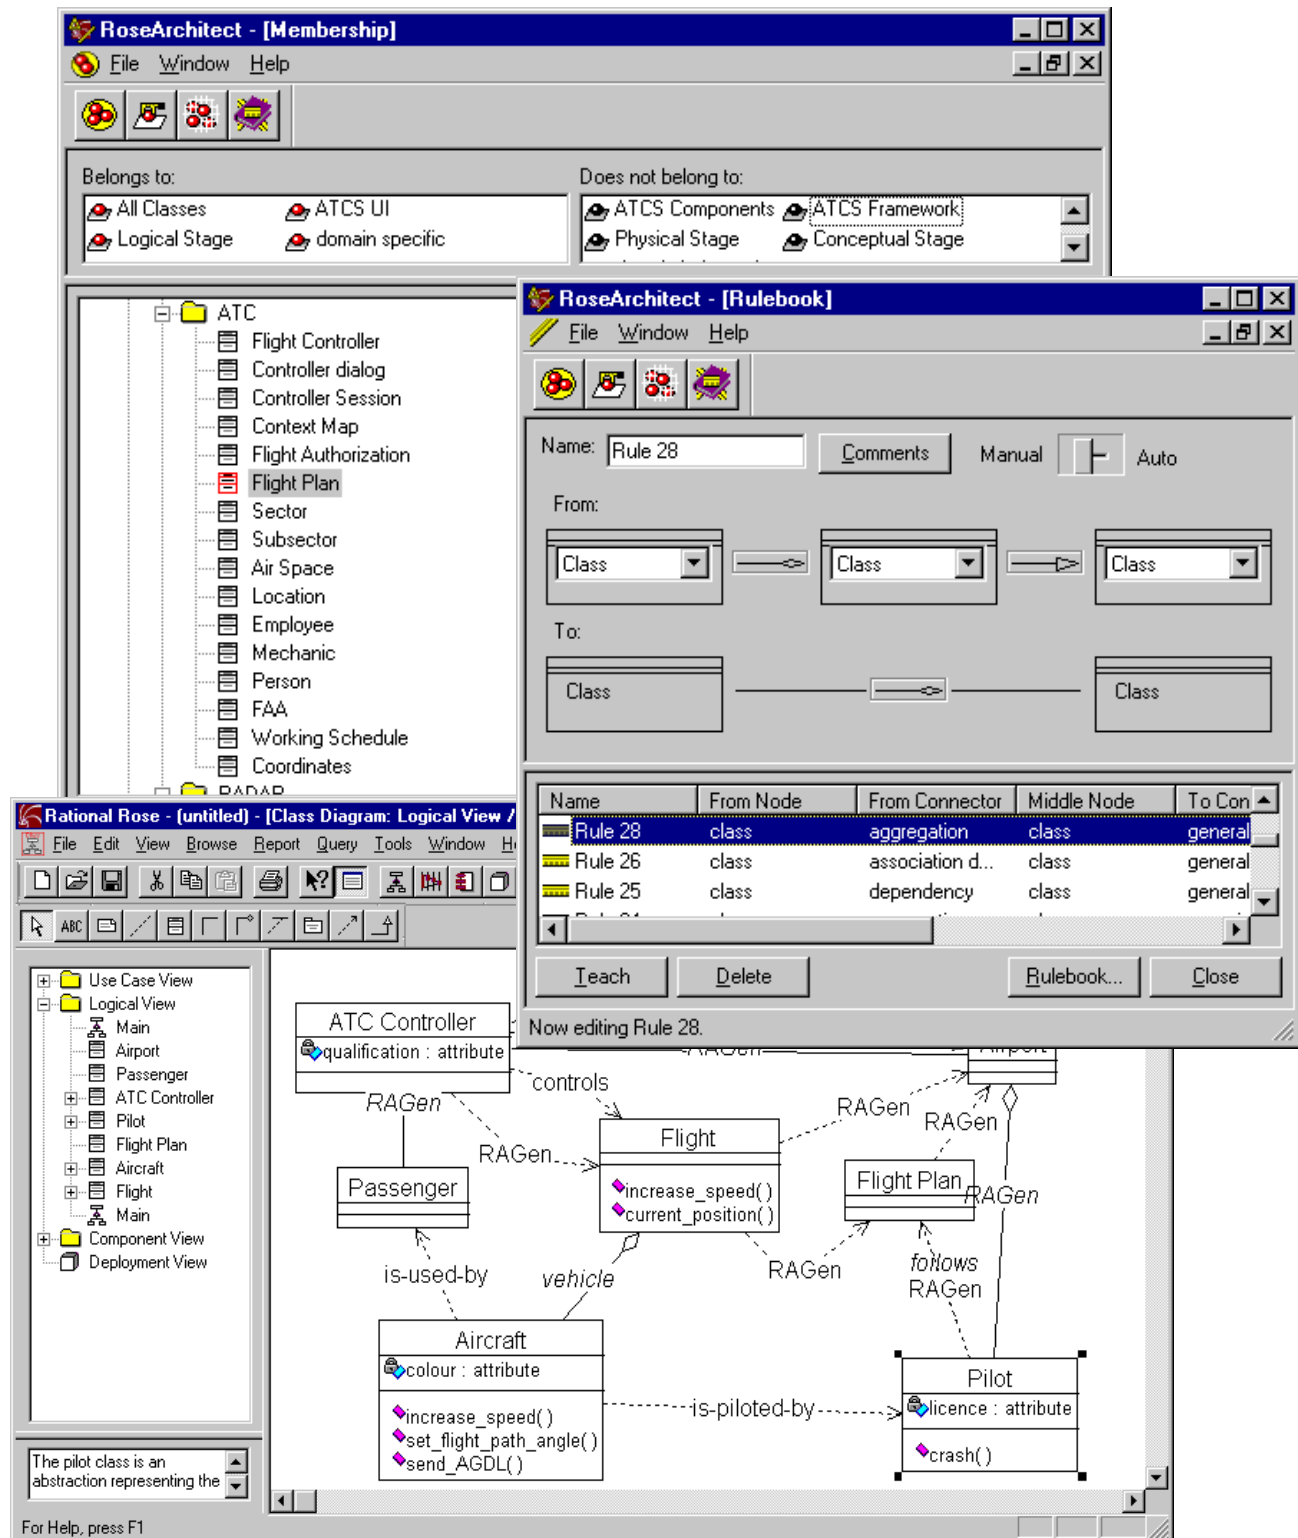 RoseArchitect - [Membership]
File Window Help
Belongs to:
All Classes ATCS UI
Logical Stage domain specific
Does not belong to:
ATCS Components ATCS Framework
Physical Stage Conceptual Stage
ATC
Flight Controller
Controller dialog
Controller Session
Context Map
Flight Authorization
Flight Plan
Sector
Subsector
Air Space
Location
Employee
Mechanic
Person
FAA
Working Schedule
Coordinates
RADAR
RoseArchitect - [Rulebook]
File Window Help
Name: Rule 28 Comments Manual Auto
From:
Class Class Class
To:
Class Class
Name From Node From Connector Middle Node To Con
Rule 28 class aggregation class general
Rule 26 class association d... class general
Rule 25 class dependency class general
Teach Delete Rulebook... Close
Now editing Rule 28.
Rational Rose - (untitled) - [Class Diagram: Logical View /
File Edit View Browse Report Query Tools Window He
ABC
Use Case View
Logical View
Main
Airport
Passenger
ATC Controller
Pilot
Flight Plan
Aircraft
Flight
Main
Component View
Deployment View
The pilot class is an
abstraction representing the
For Help, press F1
ATC Controller
qualification : attribute
RAGen
Airport
controls
RAGen
RAGen
RAGen
RAGen
Flight
increase_speed()
current_position()
Passenger
Flight Plan
RAGen
is-used-by
vehicle
RAGen
follows
RAGen
Aircraft
colour : attribute
increase_speed()
set_flight_path_angle()
send_AGDL()
is-piloted-by
Pilot
licence : attribute
crash()